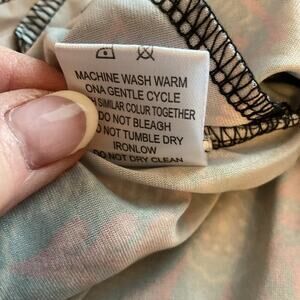 MACHINE WASH WARM
ONA GENTLE CYCLE
SIMILAR COLUR TOGETHER
DO NOT BLEAGH
DO NOT TUMBLE DRY
IRONLOW
DO NOT DRY CLEAN